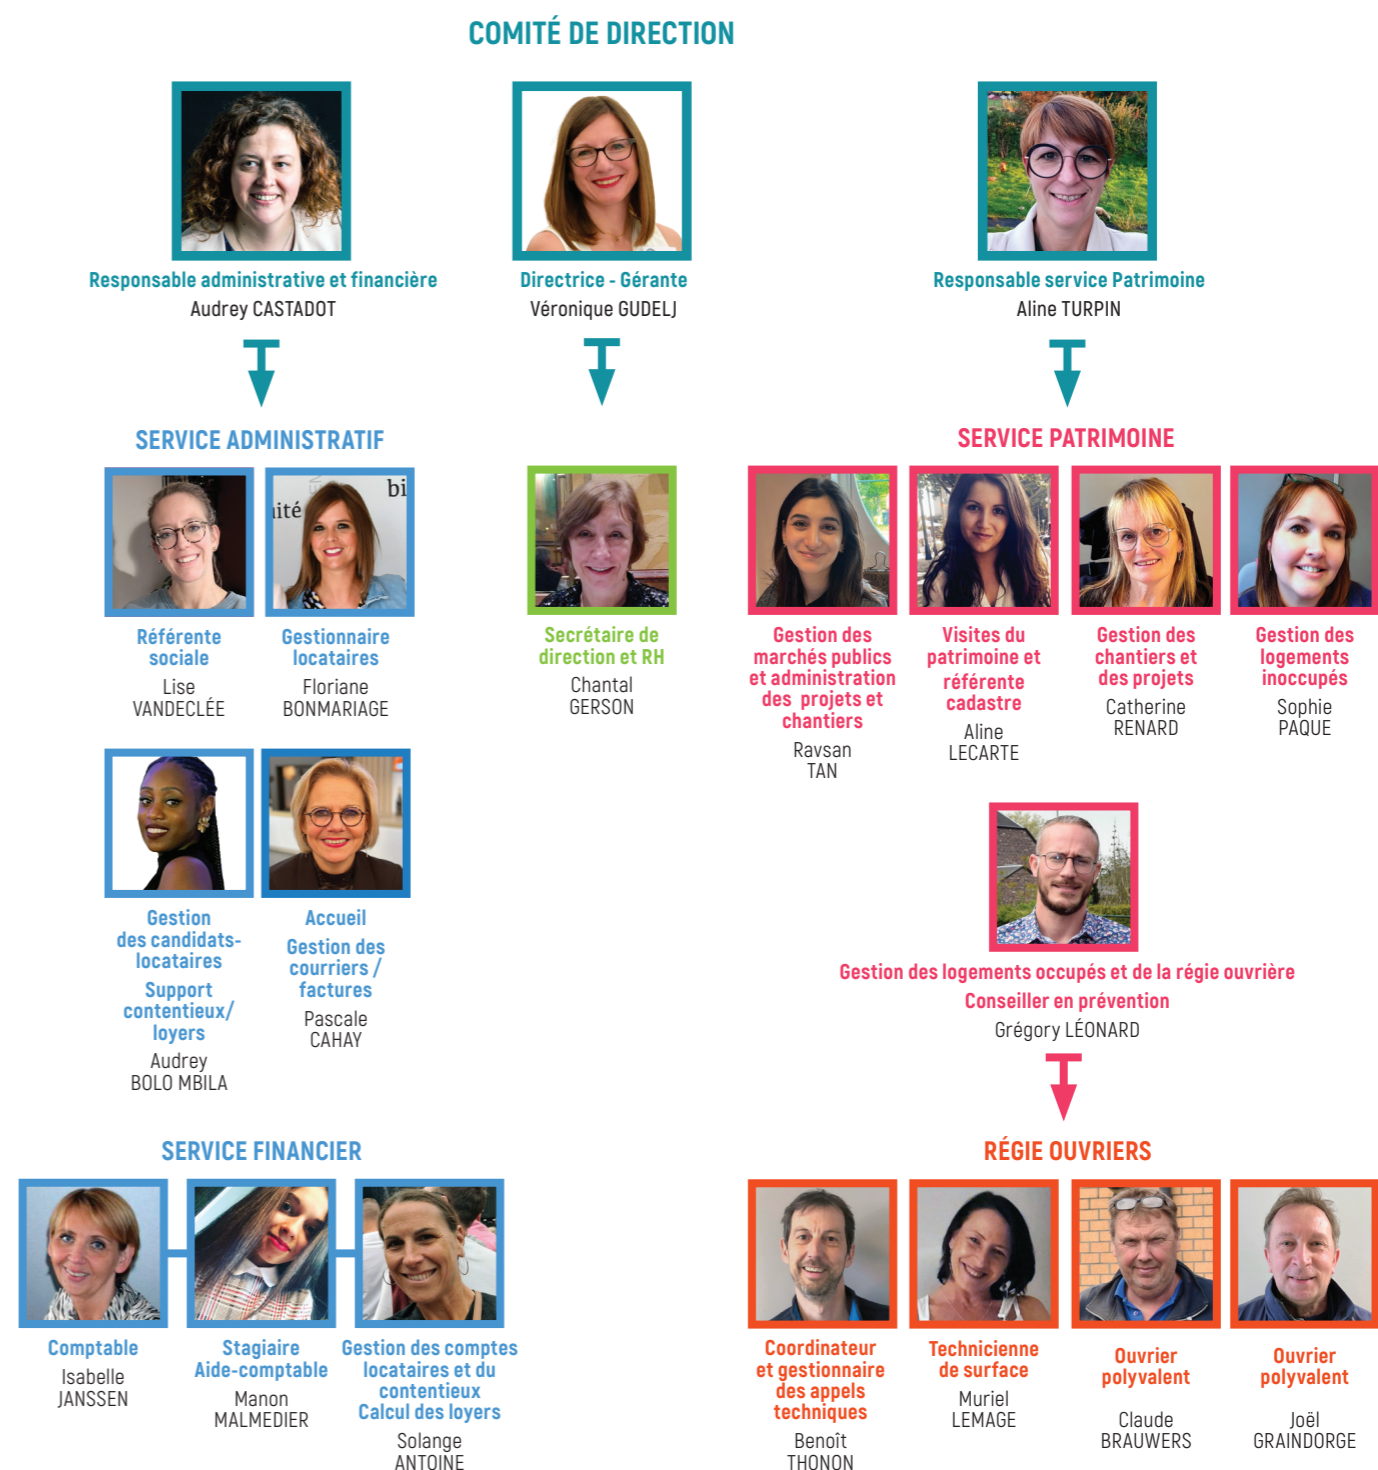 COMITÉ DE DIRECTION
Responsable administrative et financière
Audrey CASTADOT
Directrice - Gérante
Véronique GUDELJ
Responsable service Patrimoine
Aline TURPIN
SERVICE ADMINISTRATIF
ité
bi
Référente
sociale
Lise
VANDECLÉE
Gestionnaire
locataires
Floriane
BONMARIAGE
Gestion
des candidats-
locataires
Support
contentieux/
loyers
Audrey
BOLO MBILA
Accueil
Gestion des
courriers /
factures
Pascale
CAHAY
SERVICE FINANCIER
Comptable
Isabelle
JANSSEN
Stagiaire
Aide-comptable
Manon
MALMEDIER
Gestion des comptes
locataires et du
contentieux
Calcul des loyers
Solange
ANTOINE
Secrétaire de
direction et RH
Chantal
GERSON
SERVICE PATRIMOINE
Gestion des
marchés publics
et administration
des projets et
chantiers
Ravsan
TAN
Visites du
patrimoine et
référente
cadastre
Aline
LECARTE
Gestion des
chantiers et
des projets
Catherine
RENARD
Gestion des
logements
inoccupés
Sophie
PAQUE
Gestion des logements occupés et de la régie ouvrière
Conseiller en prévention
Grégory LÉONARD
RÉGIE OUVRIERS
Coordinateur
et gestionnaire
des appels
techniques
Benoît
THONON
Technicienne
de surface
Muriel
LEMAGE
Ouvrier
polyvalent
Claude
BRAUWERS
Ouvrier
polyvalent
Joël
GRAINDORGE